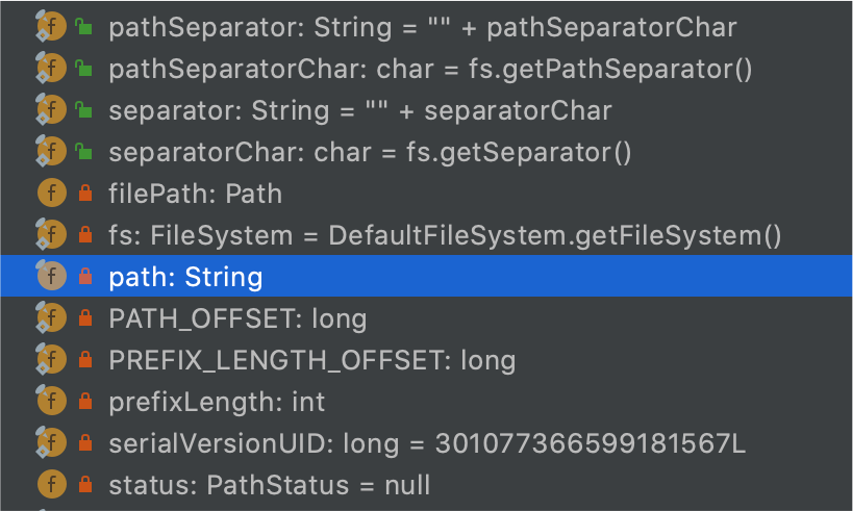 pathSeparator: String = "" + pathSeparatorChar
pathSeparatorChar: char = fs.getPathSeparator()
separator: String = "" + separatorChar
separatorChar: char = fs.getSeparator()
filePath: Path
fs: FileSystem = DefaultFileSystem.getFileSystem()
path: String
PATH_OFFSET: long
PREFIX_LENGTH_OFFSET: long
prefixLength: int
serialVersionUID: long = 301077366599181567L
status: PathStatus = null